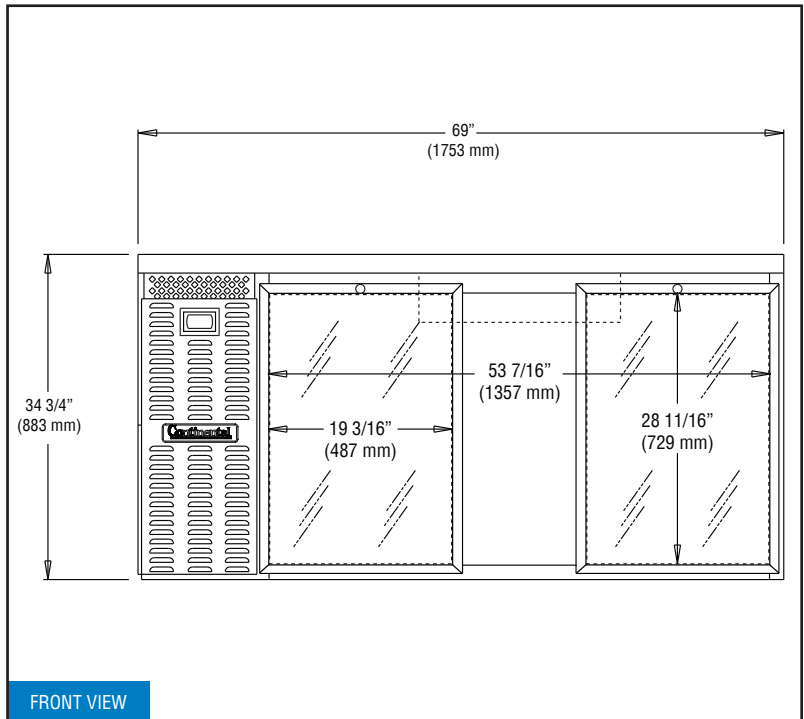 69”
(1753 mm)
34 3/4”
(883 mm)
53 7/16”
(1357 mm)
19 3/16”
(487 mm)
28 11/16”
(729 mm)
Continental
FRONT VIEW